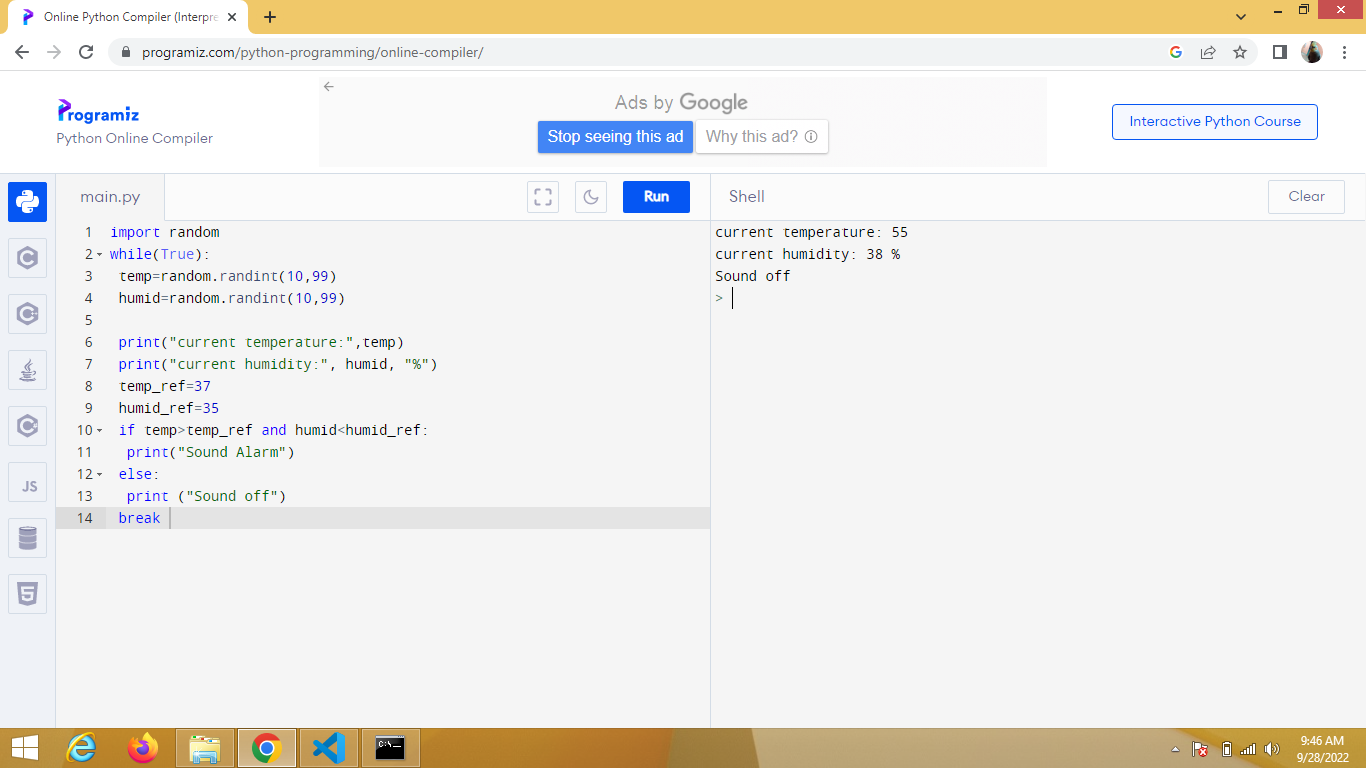 Online Python Compiler (Interpre
programiz.com/python-programming/online-compiler/
Programiz
Python Online Compiler
Ads by Google
Stop seeing this ad
Why this ad?
Interactive Python Course
main.py
Run
Shell
Clear
1 import random
2 while(True):
3 temp=random.randint(10,99)
4 humid=random.randint(10,99)
5
6 print("current temperature:",temp)
7 print("current humidity:", humid, "%")
8 temp_ref=37
9 humid_ref=35
10 if temp>temp_ref and humid<humid_ref:
11 print("Sound Alarm")
12 else:
13 print ("Sound off")
14 break
current temperature: 55
current humidity: 38 %
Sound off
>
JS
C:\_
9:46 AM
9/28/2022